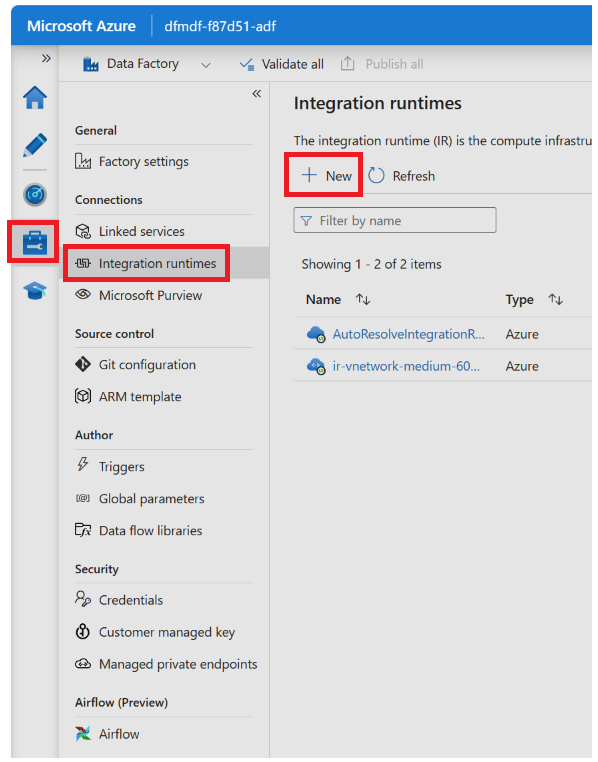 Microsoft Azure
dfmdf-f87d51-adf
Data Factory
Validate all
Publish all
General
Factory settings
Connections
Linked services
Integration runtimes
Microsoft Purview
Source control
Git configuration
ARM template
Author
Triggers
Global parameters
Data flow libraries
Security
Credentials
Customer managed key
Managed private endpoints
Airflow (Preview)
Airflow
Integration runtimes
The integration runtime (IR) is the compute infrastru
New
Refresh
Filter by name
Showing 1 - 2 of 2 items
Name Type
AutoResolveIntegrationR... Azure
ir-vnetwork-medium-60... Azure